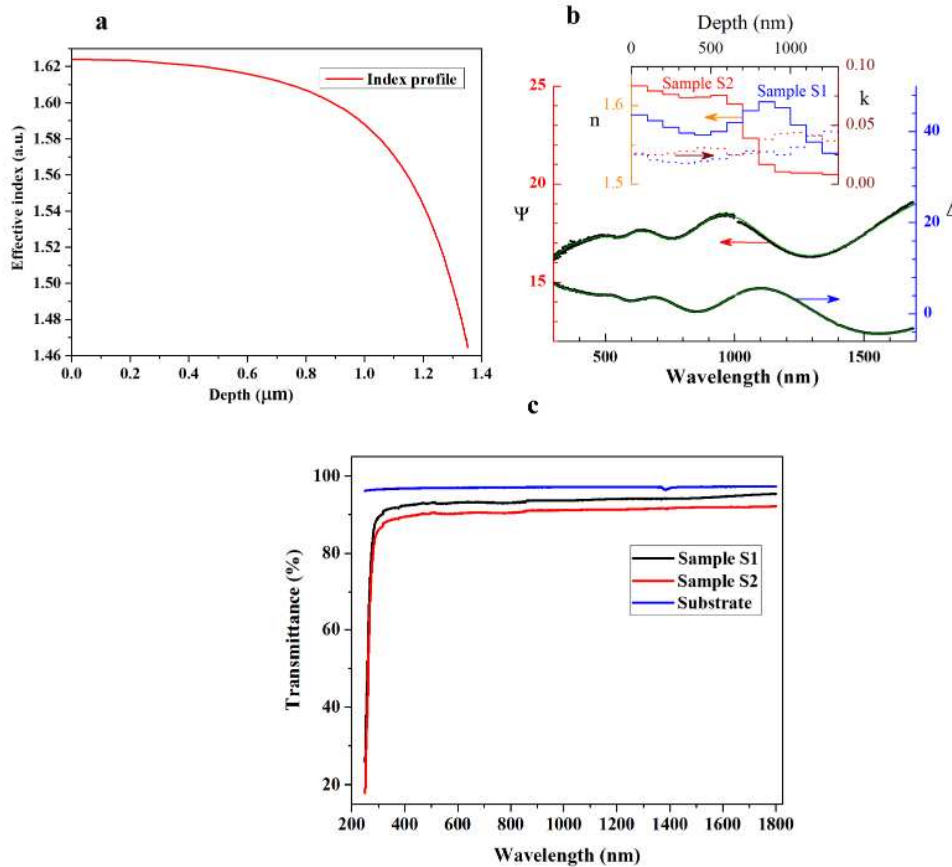 a
1.62
1.60
1.58
1.56
1.54
1.52
1.50
1.48
1.46
Effective index (a.u.)
Index profile
0.0 0.2 0.4 0.6 0.8 1.0 1.2 1.4
Depth (μm)
b
Depth (nm)
0 500 1000
25
20
15
Ψ
1.6
1.5
n
Sample S2
Sample S1
0.10
0.05
0.00
k
40
20
0
Δ
500 1000 1500
Wavelength (nm)
c
100
80
60
40
20
Transmittance (%)
Sample S1
Sample S2
Substrate
200 400 600 800 1000 1200 1400 1600 1800
Wavelength (nm)